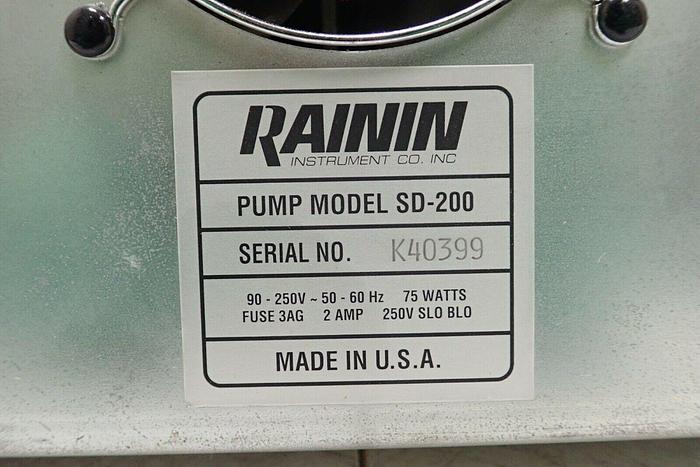 RAININ
INSTRUMENT CO. INC
PUMP MODEL SD-200
SERIAL NO. K40399
90 - 250V ~ 50 - 60 Hz 75 WATTS
FUSE 3AG 2 AMP 250V SLO BLO
MADE IN U.S.A.